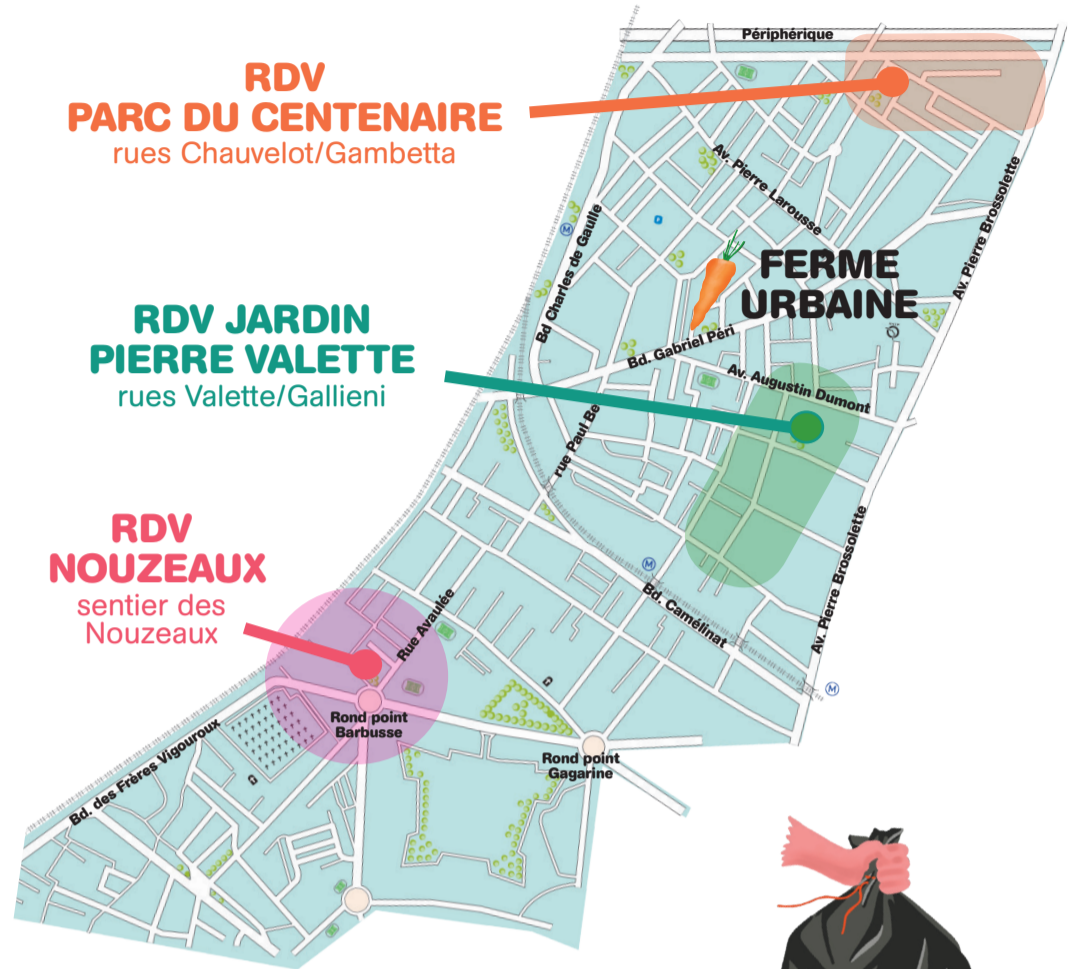 Périphérique
RDV
PARC DU CENTENAIRE
rues Chauvelot/Gambetta
Av. Pierre Larousse
Av. Pierre Brossolette
M
Bd Charles de Gaulle
FERME
URBAINE
RDV JARDIN
PIERRE VALETTE
rues Valette/Gallieni
Bd. Gabriel Péri
Av. Augustin Dumont
rue Paul Be
RDV
NOUZEAUX
sentier des
Nouzeaux
M
Bd. Camélinat
Av. Pierre Brossolette
Rue Avaulée
M
Rond point
Barbusse
Rond point
Gagarine
Bd. des Frères Vigouroux